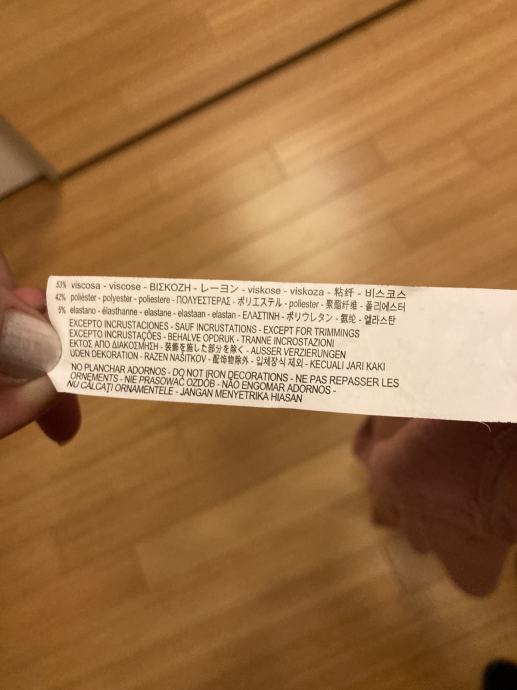 53% viscosa - viscose - ΒΙΣΚΟΖΗ - レーヨン - viskose - viskoza - 粘纤 - 비스코스
42% poliéster - polyester - poliestere - ΠΟΛΥΕΣΤΕΡΑΣ - ポリエステル - poliester - 聚酯纤维 - 폴리에스터
5% elastano - élasthanne - elastane - elastaan - elastan - ΕΛΑΣΤΙΝΗ - ポリウレタン - 氨纶 - 엘라스탄
EXCEPTO INCRUSTACIONES - SAUF INCRUSTATIONS - EXCEPT FOR TRIMMINGS
EXCEPTO INCRUSTAÇÕES - BEHALVE OPDRUK - TRANNE INCROSTAZIONI
ΕΚΤΟΣ ΑΠΟ ΔΙΑΚΟΣΜΗΣΗ - 装飾を施した部分を除く - AUSSER VERZIERUNGEN
UDEN DEKORATION - RAZEN NAŠITKOV - 配饰物除外 - 입체장식 제외 - KECUALI JARI KAKI
NO PLANCHAR ADORNOS - DO NOT IRON DECORATIONS - NE PAS REPASSER LES
ORNEMENTS - NIE PRASOWAĆ OZDÓB - NÃO ENGOMAR ADORNOS -
NU CĂLCAȚI ORNAMENTELE - JANGAN MENYETRIKA HIASAN